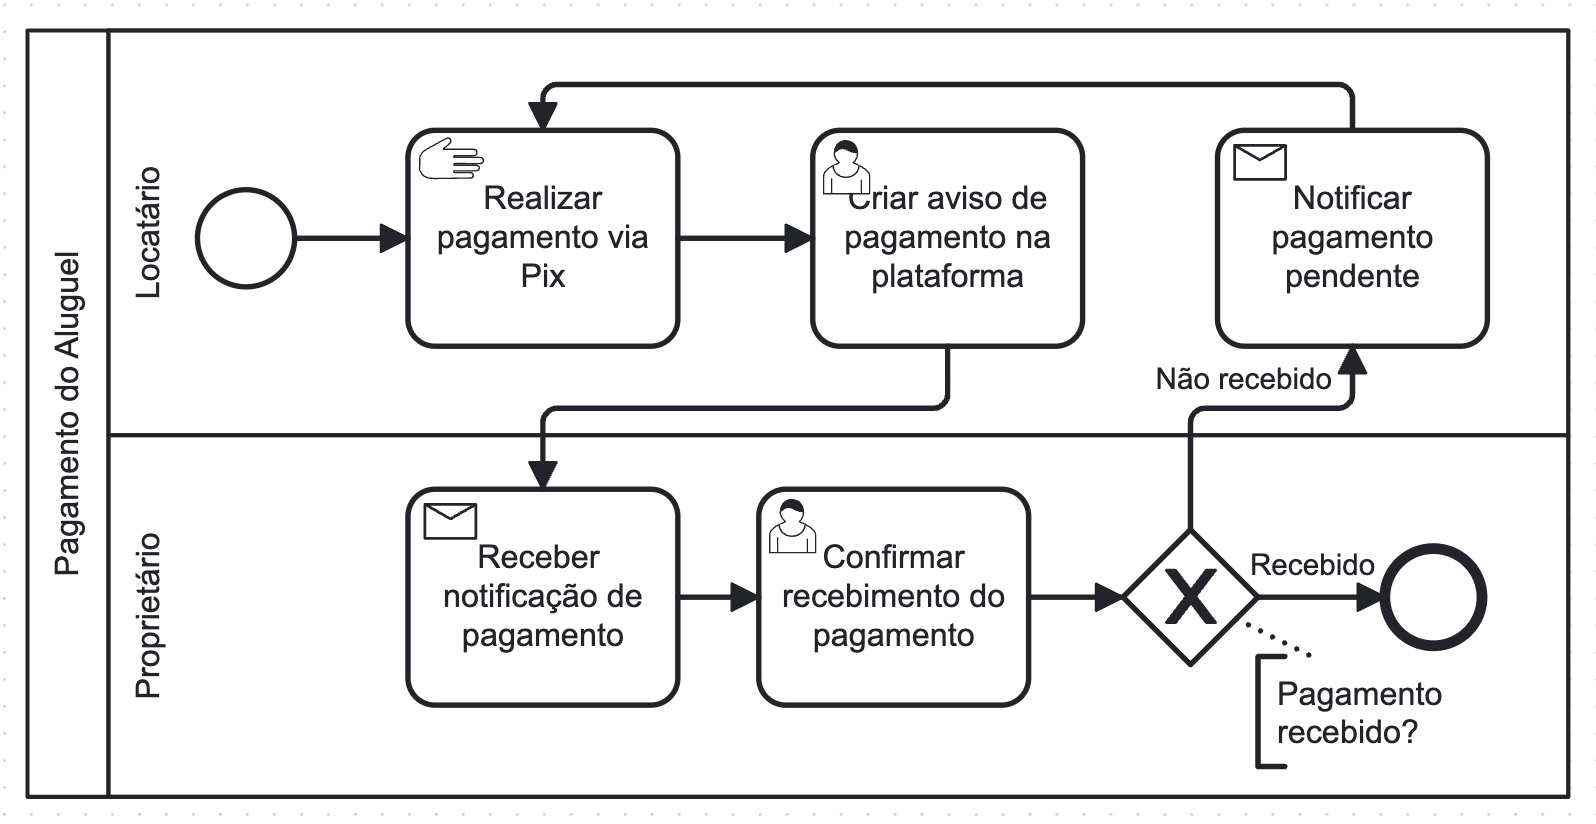 Pagamento do Aluguel
Locatário
Realizar
pagamento via
Pix
Criar aviso de
pagamento na
plataforma
Notificar
pagamento
pendente
Não recebido
Proprietário
Receber
notificação de
pagamento
Confirmar
recebimento do
pagamento
Recebido
Pagamento
recebido?